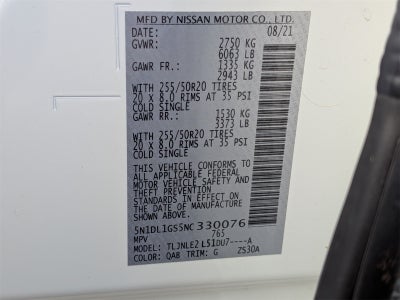 MFD BY NISSAN MOTOR CO., LTD.
DATE: 08/21
GVWR: 2750 KG
6063 LB
GAWR FR.: 1335 KG
2943 LB
WITH 255/50R20 TIRES
20 x 8.0 RIMS AT 35 PSI
COLD SINGLE
GAWR RR.: 1530 KG
3373 LB
WITH 255/50R20 TIRES
20 x 8.0 RIMS AT 35 PSI
COLD SINGLE
THIS VEHICLE CONFORMS TO
ALL APPLICABLE FEDERAL
MOTOR VEHICLE SAFETY AND
THEFT PREVENTION
STANDARDS IN EFFECT ON
THE DATE OF MANUFACTURE
SHOWN ABOVE.
5N1DL1GS5NC330076
MPV 765
MODEL: TLJNLE2 L51DU7----A
COLOR: QAB TRIM: G ZS30A